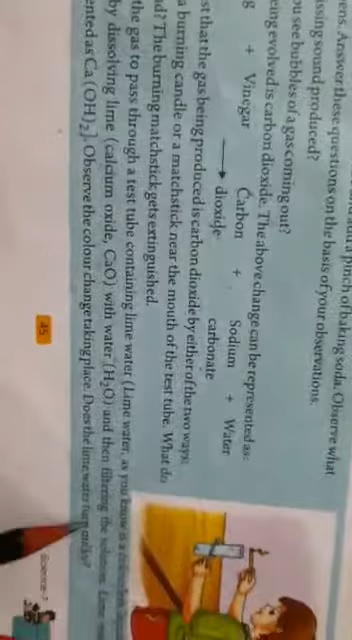 a pinch of baking soda. Observe what
ens. Answer these questions on the basis of your observations.
ssing sound produced?
ou see bubbles of a gas coming out?
eing evolved is carbon dioxide. The above change can be represented as:
g + Vinegar → Carbon dioxide + Sodium carbonate + Water
st that the gas being produced is carbon dioxide by either of the two ways:
a burning candle or a matchstick near the mouth of the test tube. What do
d? The burning matchstick gets extinguished.
the gas to pass through a test tube containing lime water. (Lime water, as you know is a
by dissolving lime (calcium oxide, CaO) with water (H₂O) and then filtering the solution. Lime
ented as Ca(OH)₂]. Observe the colour change taking place. Does the lime water turn milky?
45
Science-7